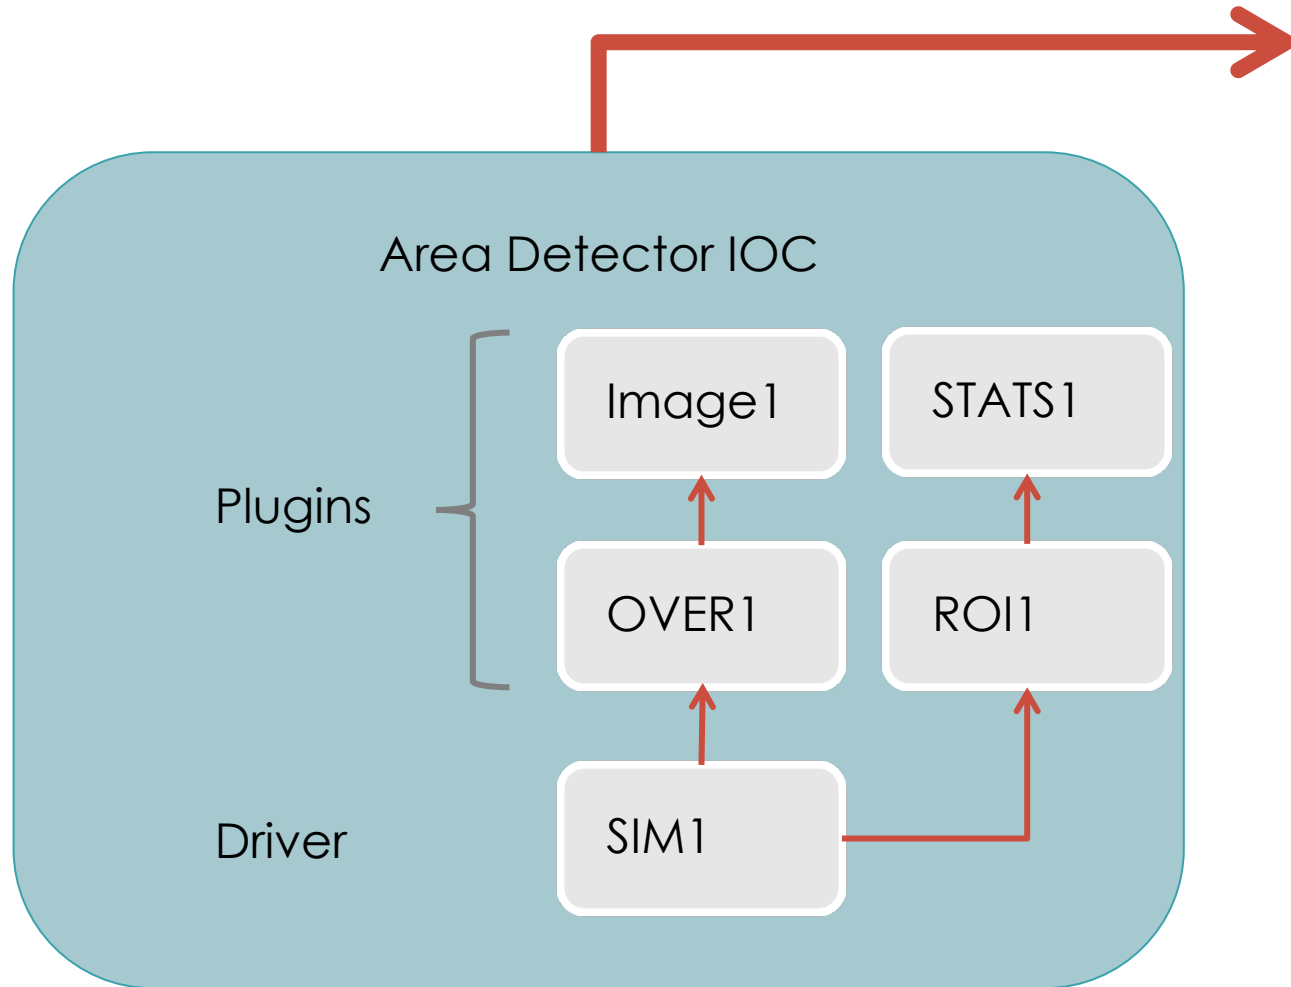 Area Detector IOC
Image1
STATS1
Plugins
OVER1
ROI1
Driver
SIM1